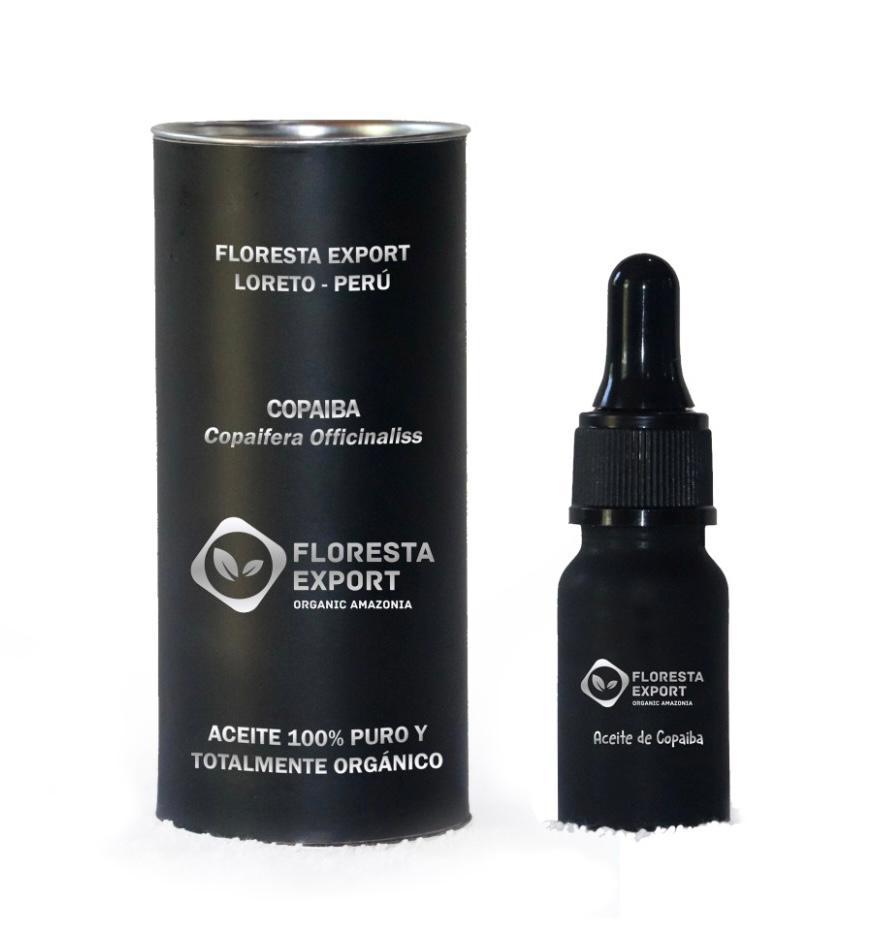 FLORESTA EXPORT
LORETO - PERÚ
COPAIBA
Copaifera Officinaliss
FLORESTA
EXPORT
ORGANIC AMAZONIA
ACEITE 100% PURO Y
TOTALMENTE ORGÁNICO
FLORESTA
EXPORT
ORGANIC AMAZONIA
Aceite de Copaiba